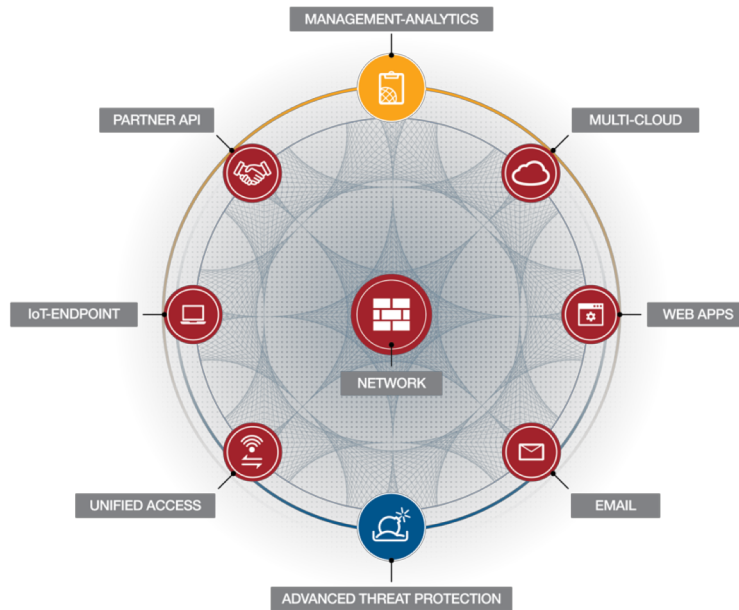 MANAGEMENT-ANALYTICS
PARTNER API
MULTI-CLOUD
IoT-ENDPOINT
WEB APPS
NETWORK
UNIFIED ACCESS
EMAIL
ADVANCED THREAT PROTECTION